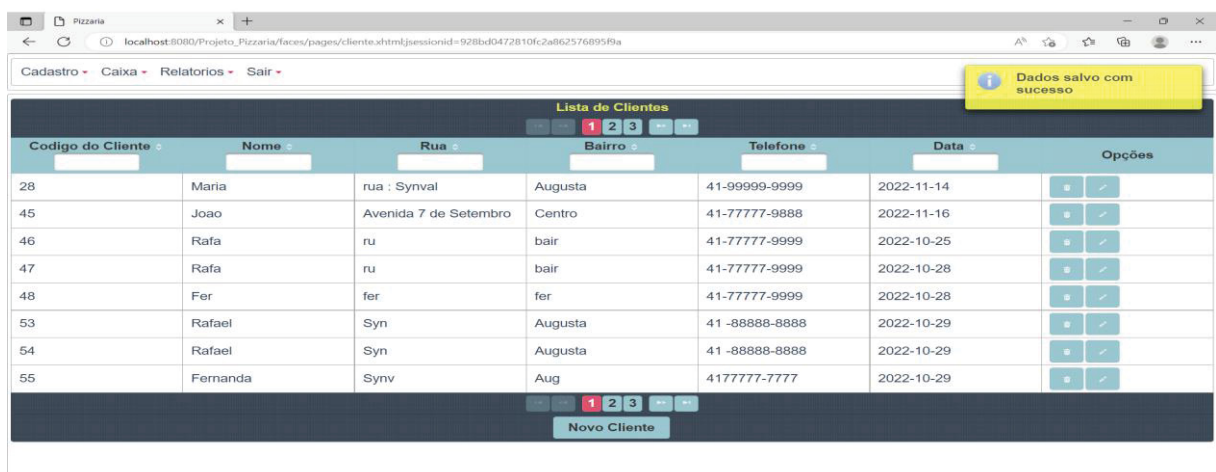 Pizzaria
localhost:8080/Projeto_Pizzaria/faces/pages/cliente.xhtml;jsessionid=928bd0472810fc2a862576895f9a
Cadastro Caixa Relatorios Sair
Dados salvo com
sucesso
Lista de Clientes
1 2 3
Codigo do Cliente Nome Rua Bairro Telefone Data Opções
28 Maria rua : Synval Augusta 41-99999-9999 2022-11-14
45 Joao Avenida 7 de Setembro Centro 41-77777-9888 2022-11-16
46 Rafa ru bair 41-77777-9999 2022-10-25
47 Rafa ru bair 41-77777-9999 2022-10-28
48 Fer fer fer 41-77777-9999 2022-10-28
53 Rafael Syn Augusta 41 -88888-8888 2022-10-29
54 Rafael Syn Augusta 41 -88888-8888 2022-10-29
55 Fernanda Synv Aug 4177777-7777 2022-10-29
1 2 3
Novo Cliente